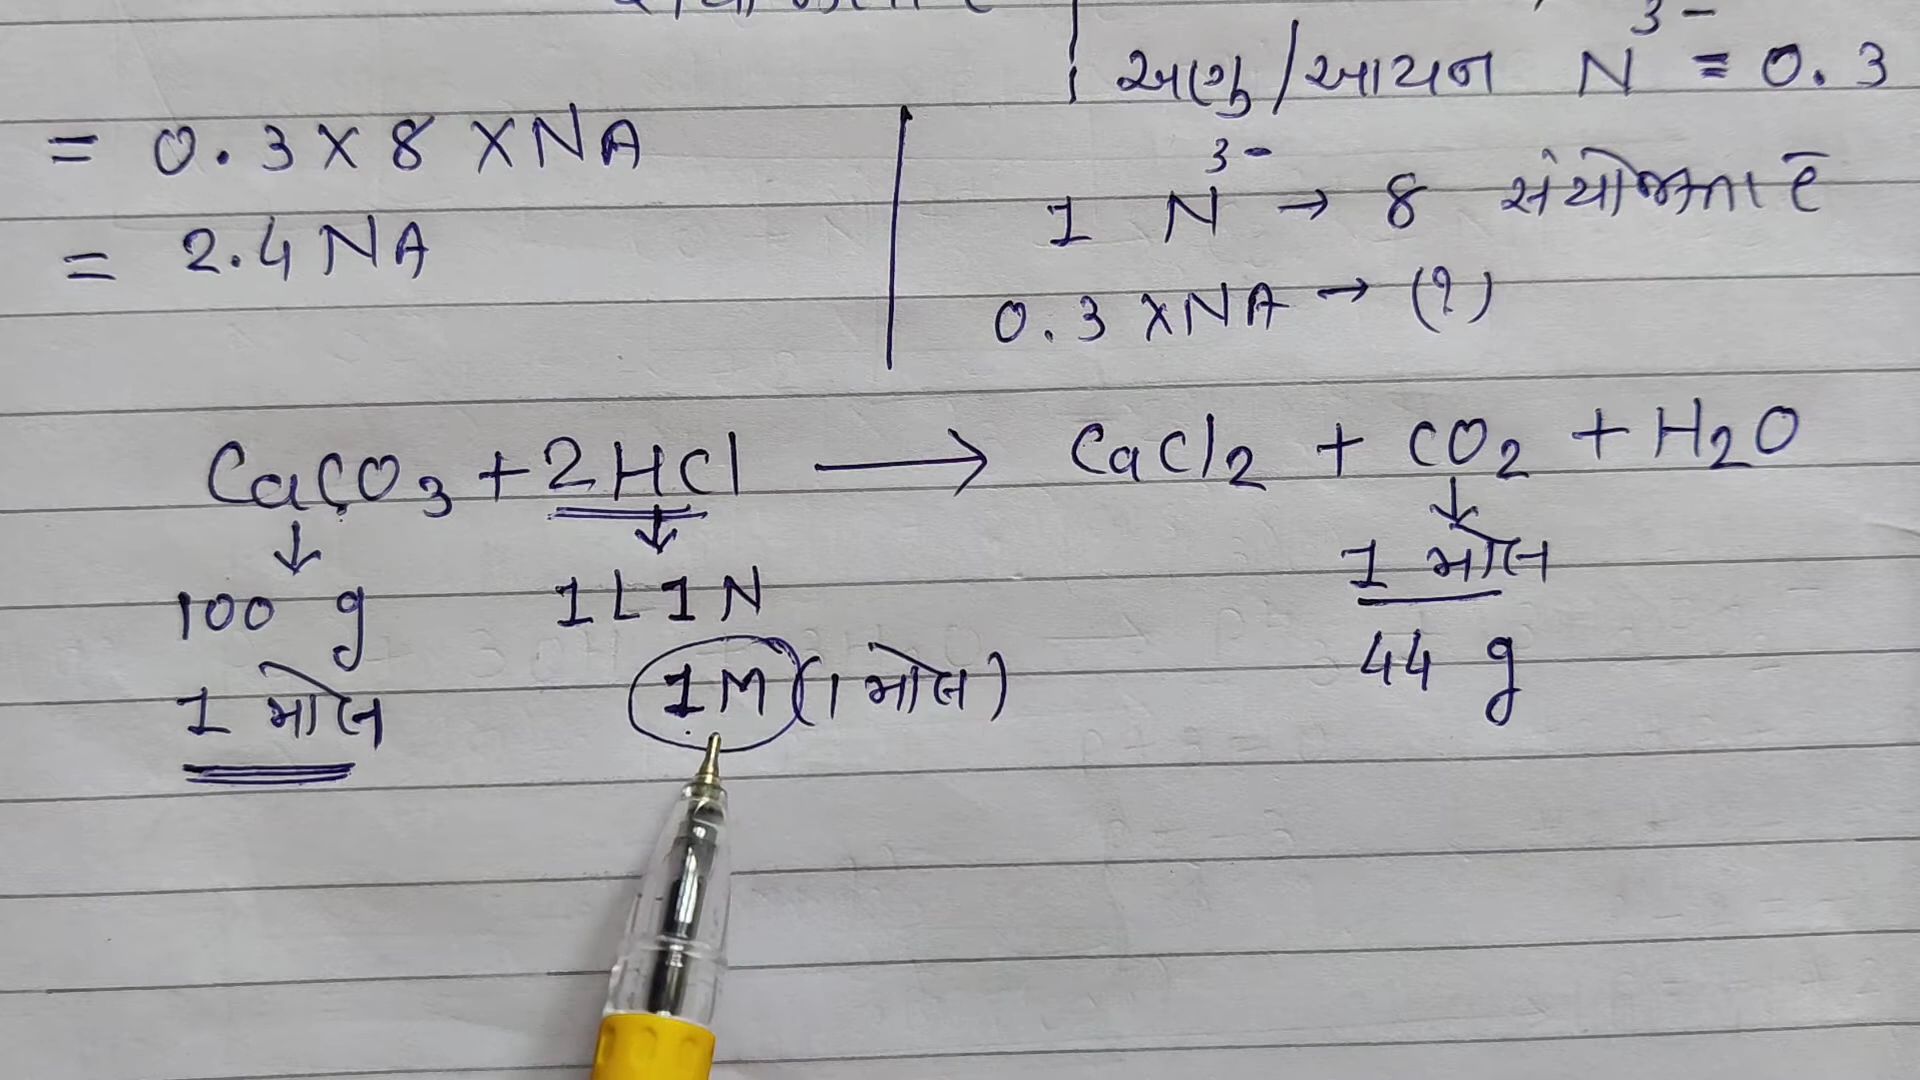 અણુ/આયન N³⁻ = 0.3
= 0.3 × 8 × NA
= 2.4 NA
1 N³⁻ → 8 સંયોજકતા e⁻
0.3 × NA → (?)
CaCO3 + 2HCl ⟶ CaCl2 + CO2 + H2O
↓ ↓ ↓
100 g 1L 1N 1 મોલ
1 મોલ 1M (1 મોલ) 44 g